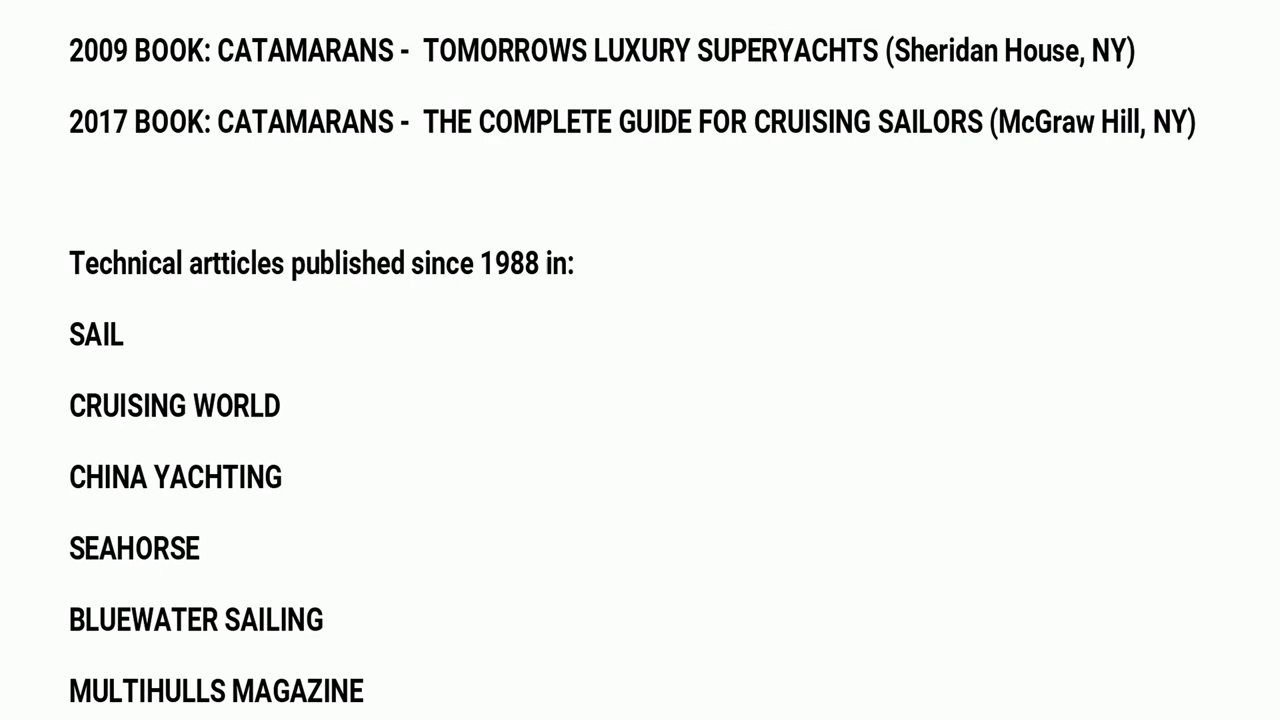 2009 BOOK: CATAMARANS -  TOMORROWS LUXURY SUPERYACHTS (Sheridan House, NY)
2017 BOOK: CATAMARANS -  THE COMPLETE GUIDE FOR CRUISING SAILORS (McGraw Hill, NY)
Technical artticles published since 1988 in:
SAIL
CRUISING WORLD
CHINA YACHTING
SEAHORSE
BLUEWATER SAILING
MULTIHULLS MAGAZINE